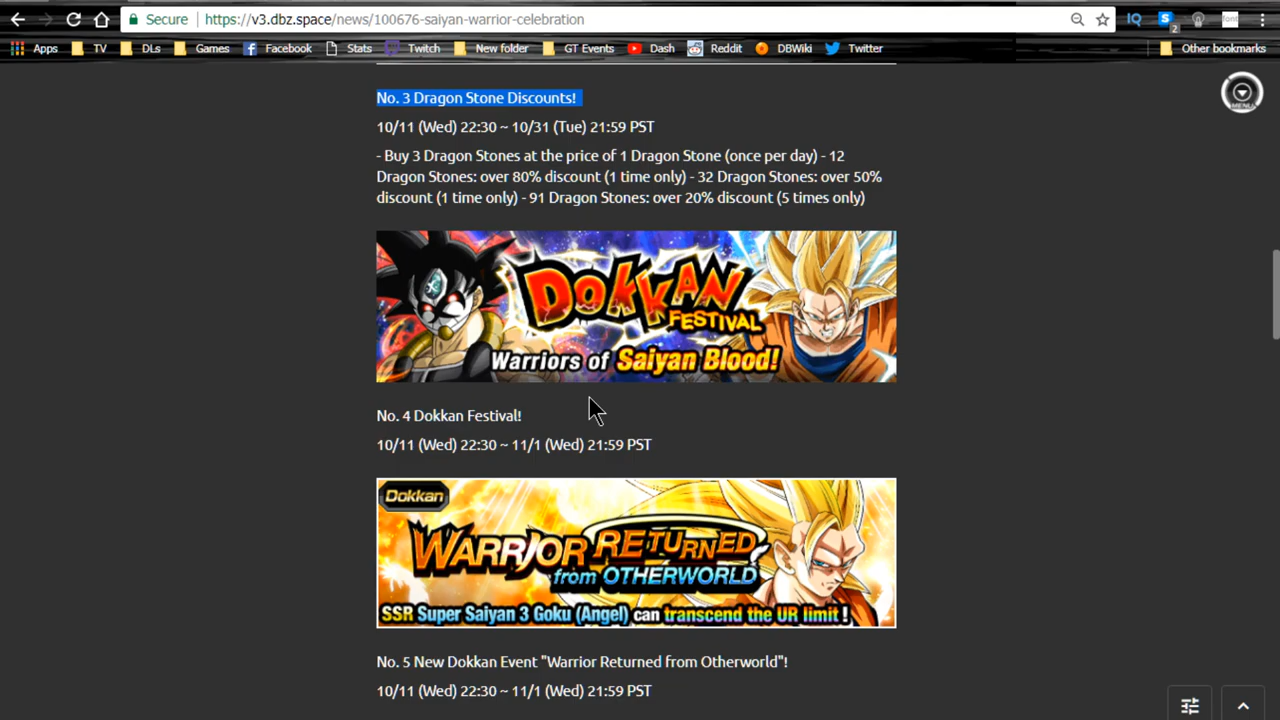 Secure https://v3.dbz.space/news/100676-saiyan-warrior-celebration IQ S 2 font
Apps TV DLs Games Facebook Stats Twitch New folder GT Events Dash Reddit DBWiki Twitter Other bookmarks
No. 3 Dragon Stone Discounts!
MENU
10/11 (Wed) 22:30 ~ 10/31 (Tue) 21:59 PST
- Buy 3 Dragon Stones at the price of 1 Dragon Stone (once per day) - 12
Dragon Stones: over 80% discount (1 time only) - 32 Dragon Stones: over 50%
discount (1 time only) - 91 Dragon Stones: over 20% discount (5 times only)
DOKKAN
FESTIVAL
Warriors of Saiyan Blood!
No. 4 Dokkan Festival!
10/11 (Wed) 22:30 ~ 11/1 (Wed) 21:59 PST
Dokkan
WARRIOR RETURNED
from OTHERWORLD
SSR Super Saiyan 3 Goku (Angel) can transcend the UR limit !
No. 5 New Dokkan Event "Warrior Returned from Otherworld"!
10/11 (Wed) 22:30 ~ 11/1 (Wed) 21:59 PST